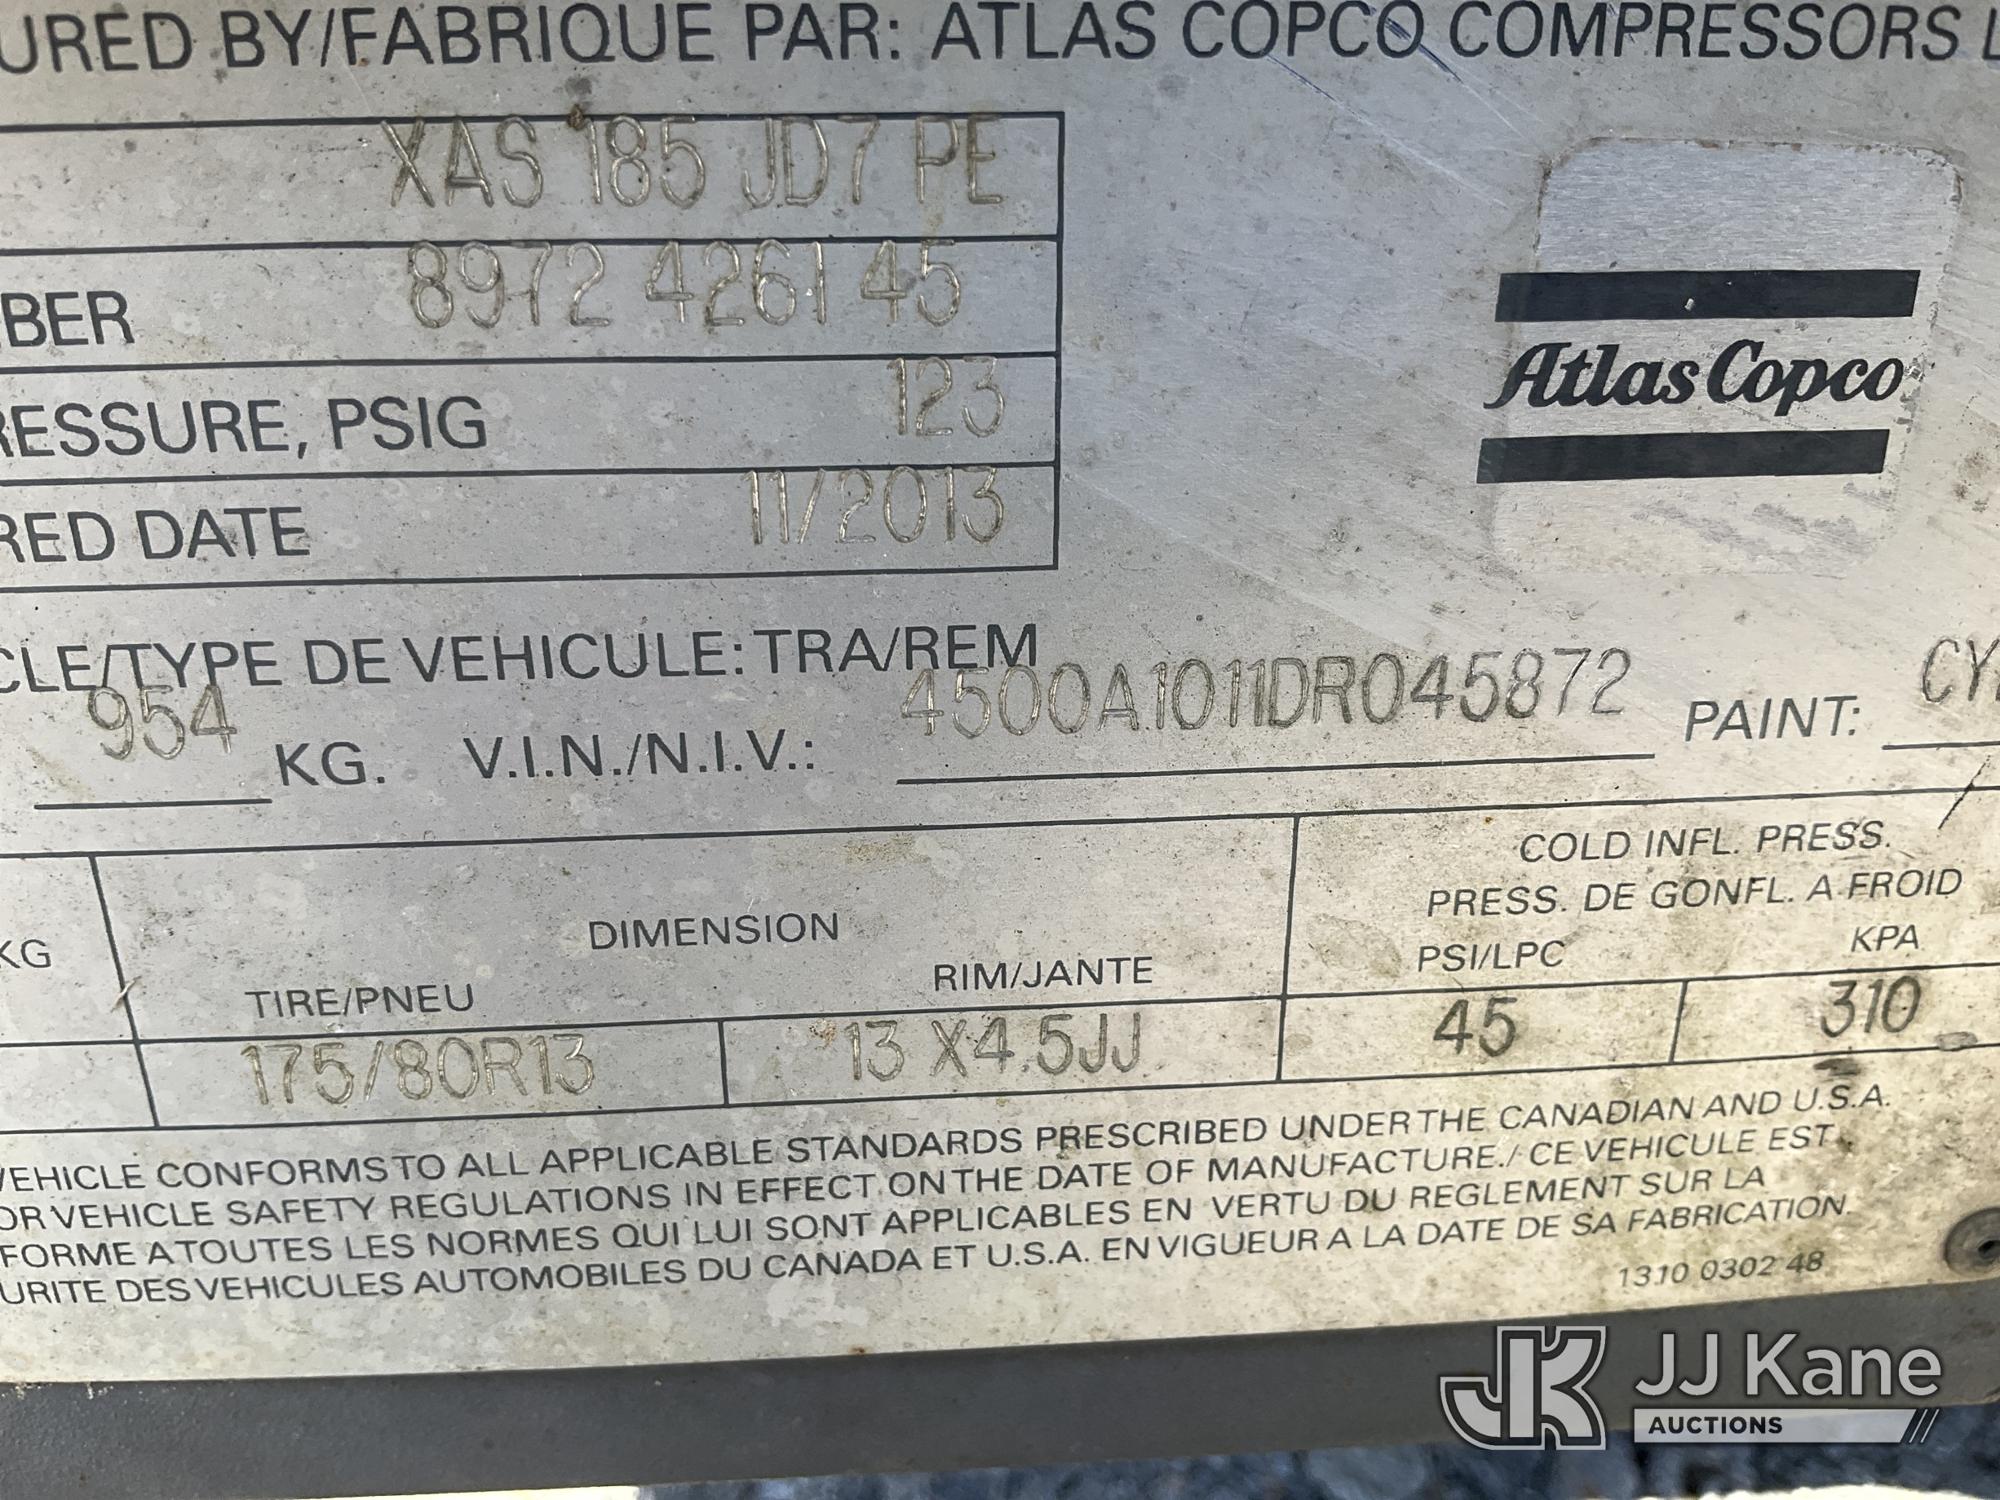 URED BY/FABRIQUE PAR: ATLAS COPCO COMPRESSORS L
XAS 185 JD7 PE
BER 8972 4261 45
RESSURE, PSIG 123
RED DATE 11/2013
Atlas Copco
CLE/TYPE DE VEHICULE: TRA/REM
954 KG. V.I.N./N.I.V.: 4500A1011DR045872 PAINT: CY
COLD INFL. PRESS.
PRESS. DE GONFL. A FROID
KG DIMENSION PSI/LPC KPA
TIRE/PNEU RIM/JANTE
175/80R13 13 X4.5JJ 45 310
VEHICLE CONFORMS TO ALL APPLICABLE STANDARDS PRESCRIBED UNDER THE CANADIAN AND U.S.A.
OR VEHICLE SAFETY REGULATIONS IN EFFECT ON THE DATE OF MANUFACTURE./ CE VEHICULE EST
FORME A TOUTES LES NORMES QUI LUI SONT APPLICABLES EN VERTU DU REGLEMENT SUR LA
URITE DES VEHICULES AUTOMOBILES DU CANADA ET U.S.A. EN VIGUEUR A LA DATE DE SA FABRICATION.
1310 0302 48
JK JJ Kane
AUCTIONS